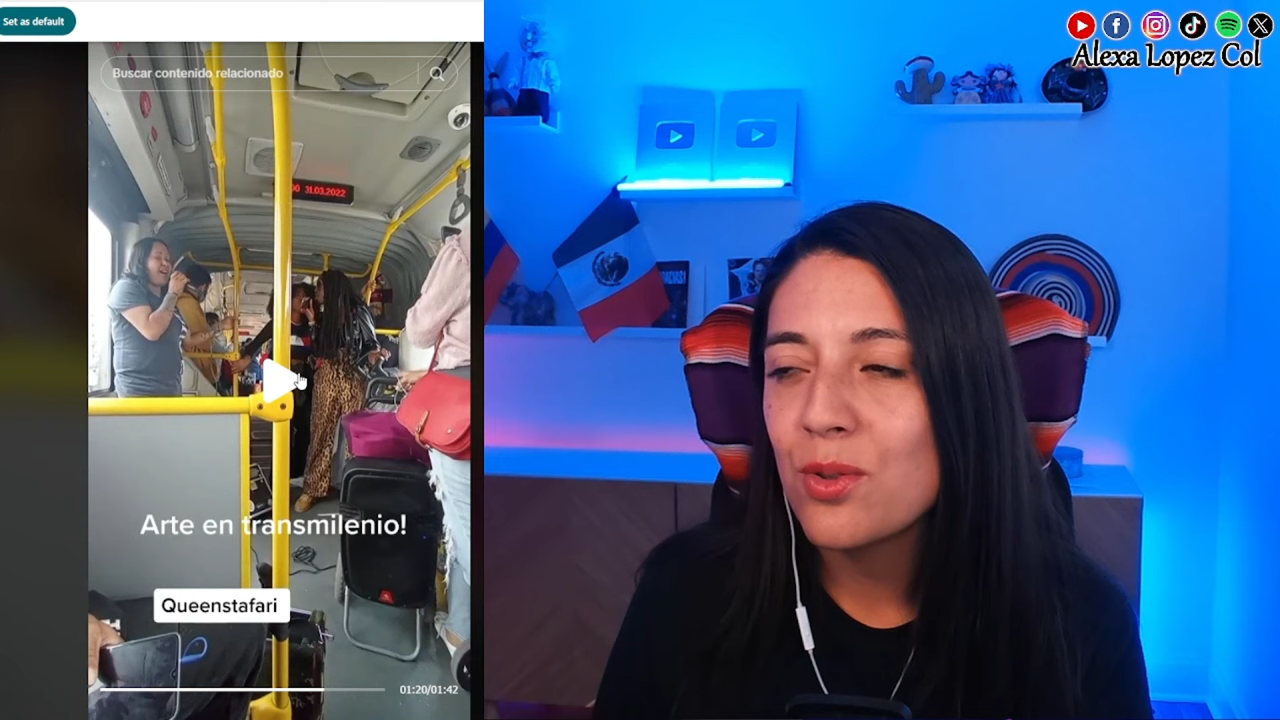 Set as default
Buscar contenido relacionado
Alexa Lopez Col
31.03.2022
Arte en transmilenio!
Queenstafari
01:20/01:42